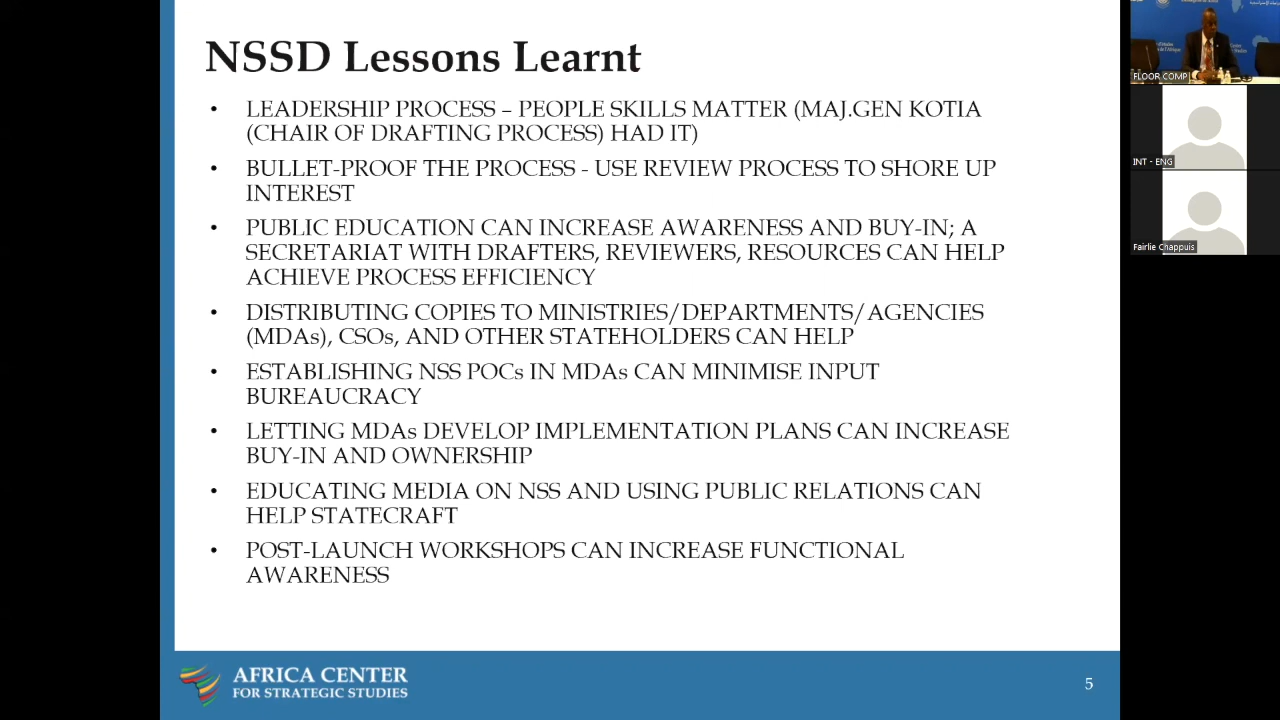 NSSD Lessons Learnt
• LEADERSHIP PROCESS – PEOPLE SKILLS MATTER (MAJ.GEN KOTIA
(CHAIR OF DRAFTING PROCESS) HAD IT)
• BULLET-PROOF THE PROCESS - USE REVIEW PROCESS TO SHORE UP
INTEREST
• PUBLIC EDUCATION CAN INCREASE AWARENESS AND BUY-IN; A
SECRETARIAT WITH DRAFTERS, REVIEWERS, RESOURCES CAN HELP
ACHIEVE PROCESS EFFICIENCY
• DISTRIBUTING COPIES TO MINISTRIES/DEPARTMENTS/AGENCIES
(MDAs), CSOs, AND OTHER STATEHOLDERS CAN HELP
• ESTABLISHING NSS POCs IN MDAs CAN MINIMISE INPUT
BUREAUCRACY
• LETTING MDAs DEVELOP IMPLEMENTATION PLANS CAN INCREASE
BUY-IN AND OWNERSHIP
• EDUCATING MEDIA ON NSS AND USING PUBLIC RELATIONS CAN
HELP STATECRAFT
• POST-LAUNCH WORKSHOPS CAN INCREASE FUNCTIONAL
AWARENESS
AFRICA CENTER
FOR STRATEGIC STUDIES
5
FLOOR COMP
INT - ENG
Fairlie Chappuis